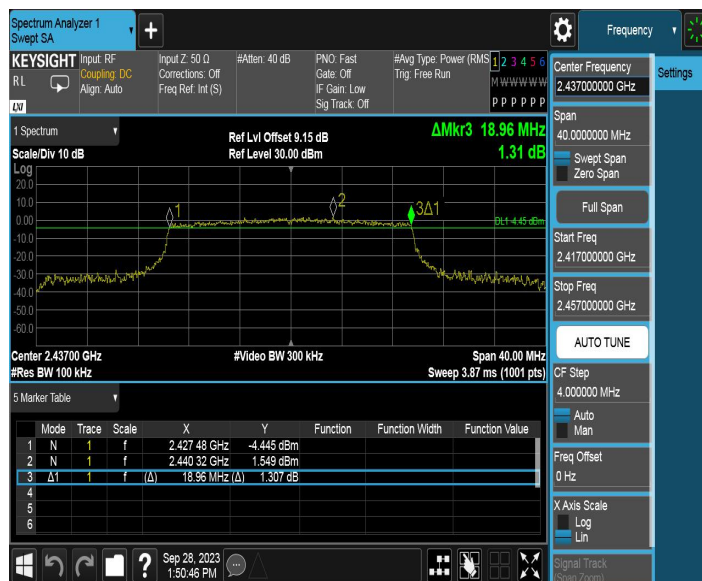 Spectrum Analyzer 1
Swept SA
+
Frequency
KEYSIGHT Input: RF Input Z: 50 Ω #Atten: 40 dB PNO: Fast #Avg Type: Power (RMS 1 2 3 4 5 6
RL Coupling: DC Corrections: Off Gate: Off Trig: Free Run
Align: Auto Freq Ref: Int (S) IF Gain: Low M W W W W W
Sig Track: Off
LXI P P P P P P
1 Spectrum
Ref Lvl Offset 9.15 dB ΔMkr3 18.96 MHz
Scale/Div 10 dB Ref Level 30.00 dBm 1.31 dB
Log
20.0
10.0
0.00
-10.0
-20.0
-30.0
-40.0
-50.0
-60.0
1
2
3Δ1
DL1 -4.45 dBm
Center 2.43700 GHz #Video BW 300 kHz Span 40.00 MHz
#Res BW 100 kHz Sweep 3.87 ms (1001 pts)
5 Marker Table
Mode Trace Scale X Y Function Function Width Function Value
1 N 1 f 2.427 48 GHz -4.445 dBm
2 N 1 f 2.440 32 GHz 1.549 dBm
3 Δ1 1 f (Δ) 18.96 MHz (Δ) 1.307 dB
4
5
6
?
Sep 28, 2023
1:50:46 PM
Settings
Center Frequency
2.437000000 GHz
Span
40.0000000 MHz
Swept Span
Zero Span
Full Span
Start Freq
2.417000000 GHz
Stop Freq
2.457000000 GHz
AUTO TUNE
CF Step
4.000000 MHz
Auto
Man
Freq Offset
0 Hz
X Axis Scale
Log
Lin
Signal Track
(Span Zoom)